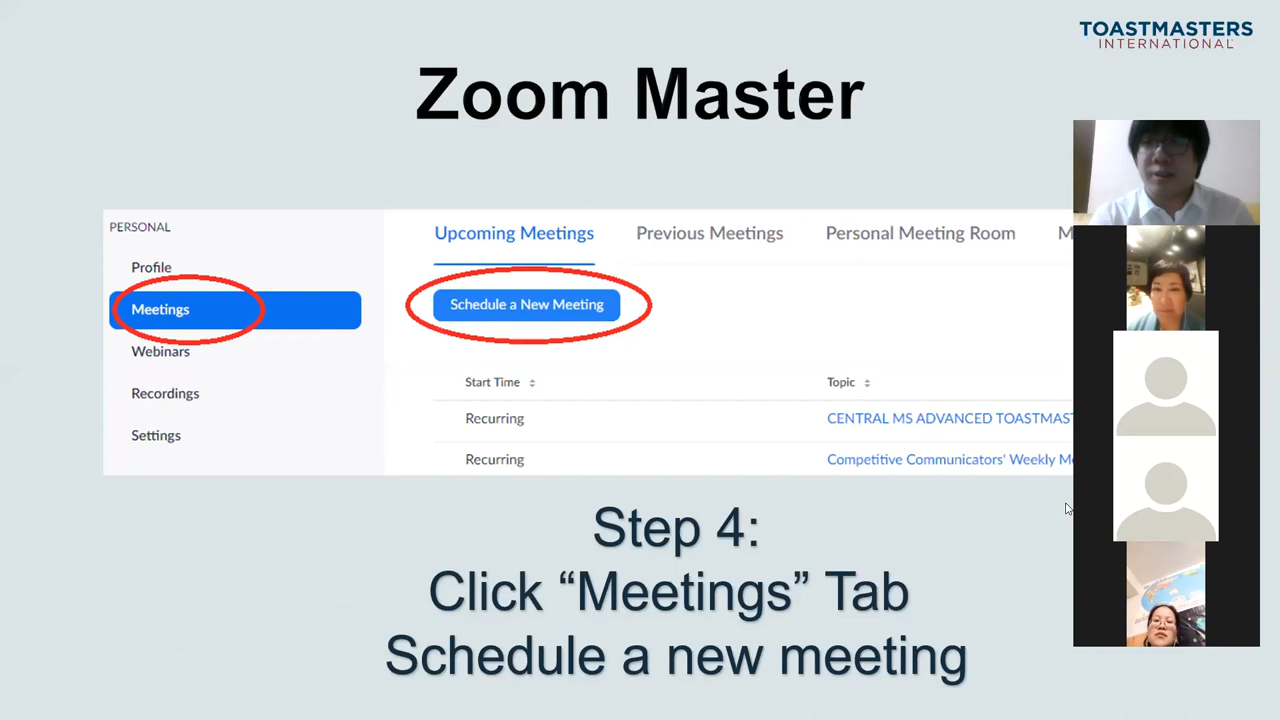 TOASTMASTERS
INTERNATIONAL
Zoom Master
PERSONAL
Profile
Meetings
Webinars
Recordings
Settings
Upcoming Meetings Previous Meetings Personal Meeting Room M
Schedule a New Meeting
Start Time Topic
Recurring CENTRAL MS ADVANCED TOASTMAST
Recurring Competitive Communicators' Weekly Me
Step 4:
Click “Meetings” Tab
Schedule a new meeting